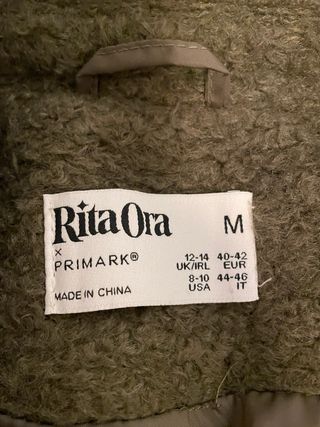 Rita Ora M
×
PRIMARK®
12-14 40-42
UK/IRL EUR
8-10 44-46
USA IT
MADE IN CHINA